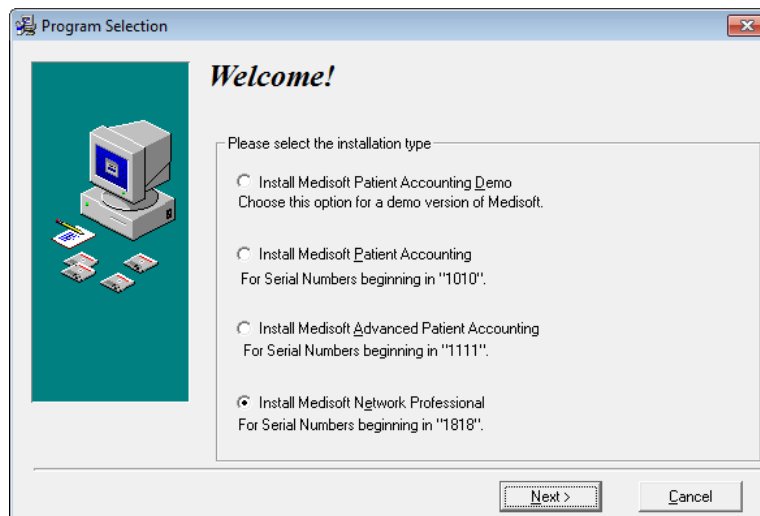 Program Selection
Welcome!
Please select the installation type
Install Medisoft Patient Accounting Demo
Choose this option for a demo version of Medisoft.
Install Medisoft Patient Accounting
For Serial Numbers beginning in "1010".
Install Medisoft Advanced Patient Accounting
For Serial Numbers beginning in "1111".
Install Medisoft Network Professional
For Serial Numbers beginning in "1818".
Next >
Cancel